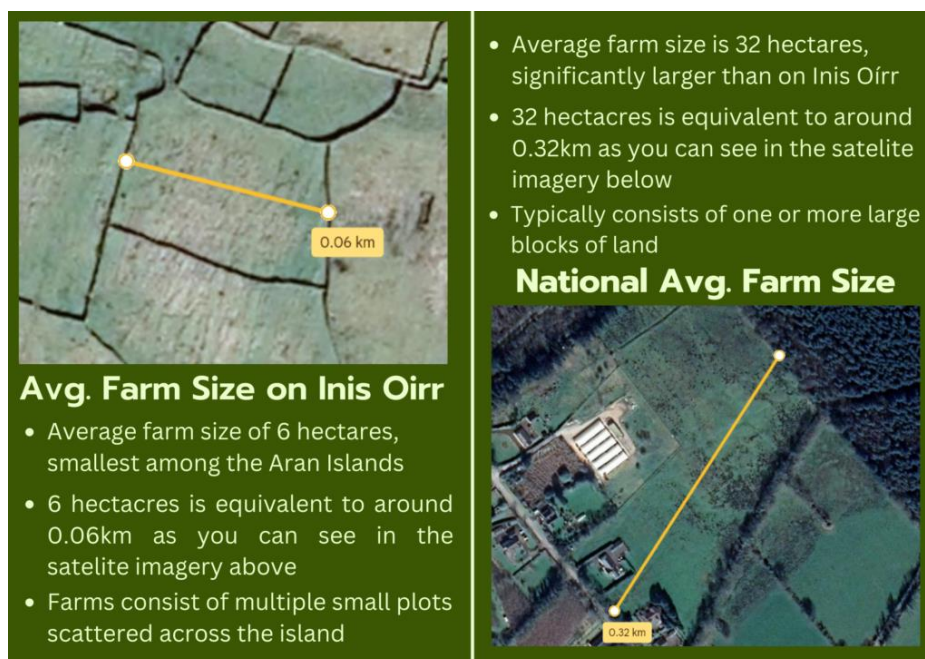 0.06 km
Avg. Farm Size on Inis Oirr
• Average farm size of 6 hectares,
smallest among the Aran Islands
• 6 hectacres is equivalent to around
0.06km as you can see in the
satelite imagery above
• Farms consist of multiple small plots
scattered across the island
• Average farm size is 32 hectares,
significantly larger than on Inis Oírr
• 32 hectacres is equivalent to around
0.32km as you can see in the satelite
imagery below
• Typically consists of one or more large
blocks of land
National Avg. Farm Size
0.32 km